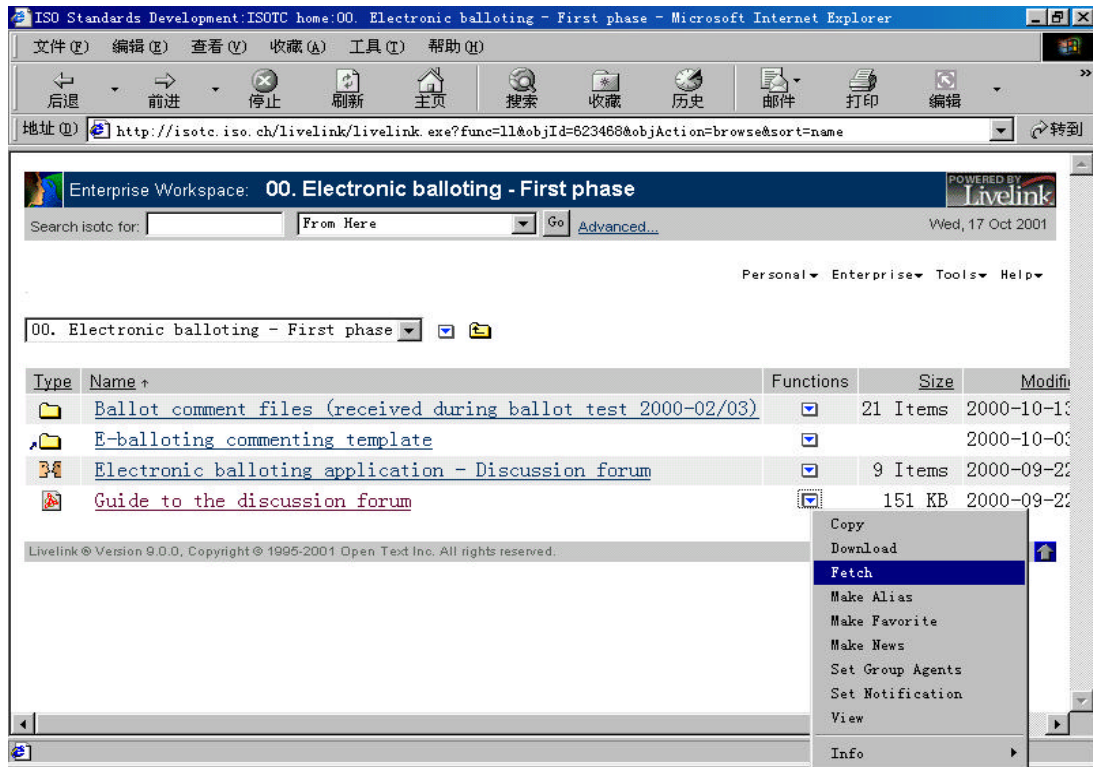 ISO Standards Development:ISOTC home:00. Electronic balloting - First phase - Microsoft Internet Explorer
文件(F) 编辑(E) 查看(V) 收藏(A) 工具(T) 帮助(H)
后退 前进 停止 刷新 主页 搜索 收藏 历史 邮件 打印 编辑 »
地址(D) http://isotc.iso.ch/livelink/livelink.exe?func=ll&objId=623468&objAction=browse&sort=name 转到
Enterprise Workspace: 00. Electronic balloting - First phase POWERED BY Livelink
Search isotc for: From Here Go Advanced... Wed, 17 Oct 2001
Personal Enterprise Tools Help
00. Electronic balloting - First phase
Type Name ↑ Functions Size Modifi
Ballot comment files (received during ballot test 2000-02/03) 21 Items 2000-10-13
E-balloting commenting template 2000-10-03
Electronic balloting application - Discussion forum 9 Items 2000-09-22
Guide to the discussion forum 151 KB 2000-09-22
Livelink ® Version 9.0.0, Copyright © 1995-2001 Open Text Inc. All rights reserved.
Copy
Download
Fetch
Make Alias
Make Favorite
Make News
Set Group Agents
Set Notification
View
Info